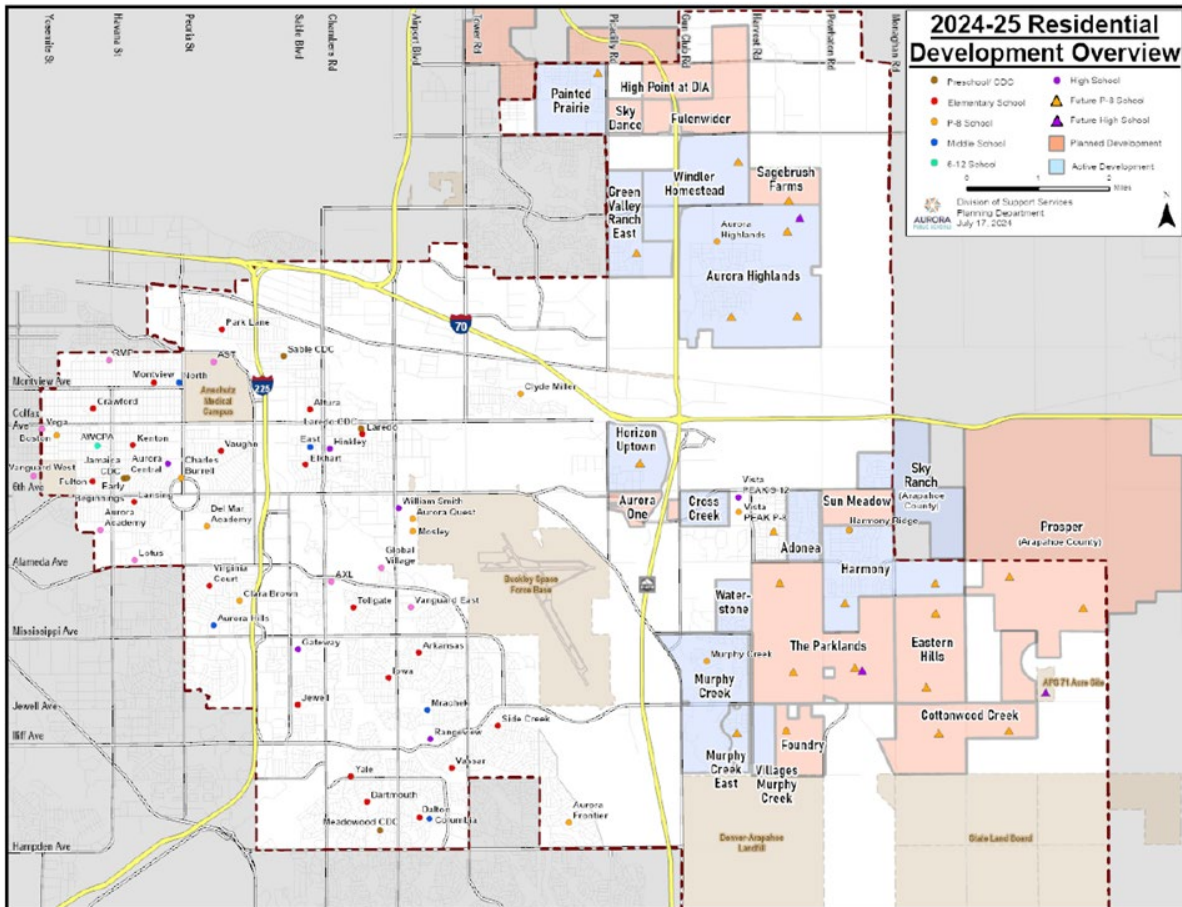 2024-25 Residential
Development Overview
Preschool/ CDC
Elementary School
P-8 School
Middle School
6-12 School
High School
Future P-8 School
Future High School
Planned Development
Active Development
0
1
2
Miles
N
AURORA
Division of Support Services
Planning Department
July 17, 2024
Yosemite St
Havana St
Peoria St
Sable Blvd
Chambers Rd
Airport Blvd
Tower Rd
Picadilly Rd
Gun Club Rd
Harvest Rd
Powhaton Rd
Monaghan Rd
Painted
Prairie
High Point at DIA
Sky
Dance
Fulenwider
Windler
Homestead
Sagebrush
Farms
Green
Valley
Ranch
East
Aurora
Highlands
Aurora Highlands
70
225
Park Lane
Sable CDC
AST
Montview
North
Anschutz
Medical
Campus
Clyde Miller
Montview Ave
Crawford
Altura
Colfax
Ave
Vega
Boston
AWCPA
Kenton
Vaughn
Laredo CDC
Laredo
East
Hinkley
Elkhart
Vanguard West
Jamaica
CDC
Aurora
Central
Charles
Burrell
6th Ave
Fulton
Early
Beginnings
Lansing
Aurora
Academy
Del Mar
Academy
William Smith
Aurora Quest
Mosley
Lotus
Global
Village
Alameda Ave
Virginia
Court
AXL
Clara Brown
Tollgate
Vanguard East
Buckley Space
Force Base
Aurora Hills
Mississippi Ave
Gateway
Arkansas
Iowa
Jewell Ave
Jewell
Mrachek
Side Creek
Rangeview
Iliff Ave
Yale
Vassar
Dartmouth
Dalton
Columbia
Meadowood CDC
Aurora
Frontier
Hampden Ave
Horizon
Uptown
Aurora
One
Cross
Creek
Vista
PEAK 9-12
Vista
PEAK P-8
Adonea
Sun Meadow
Harmony Ridge
Harmony
Sky
Ranch
(Arapahoe
County)
Prosper
(Arapahoe County)
Water-
stone
The Parklands
Eastern
Hills
Murphy Creek
Murphy
Creek
APS 71 Acre Site
Cottonwood Creek
Foundry
Murphy
Creek
East
Villages
Murphy
Creek
Denver-Arapahoe
Landfill
State Land Board